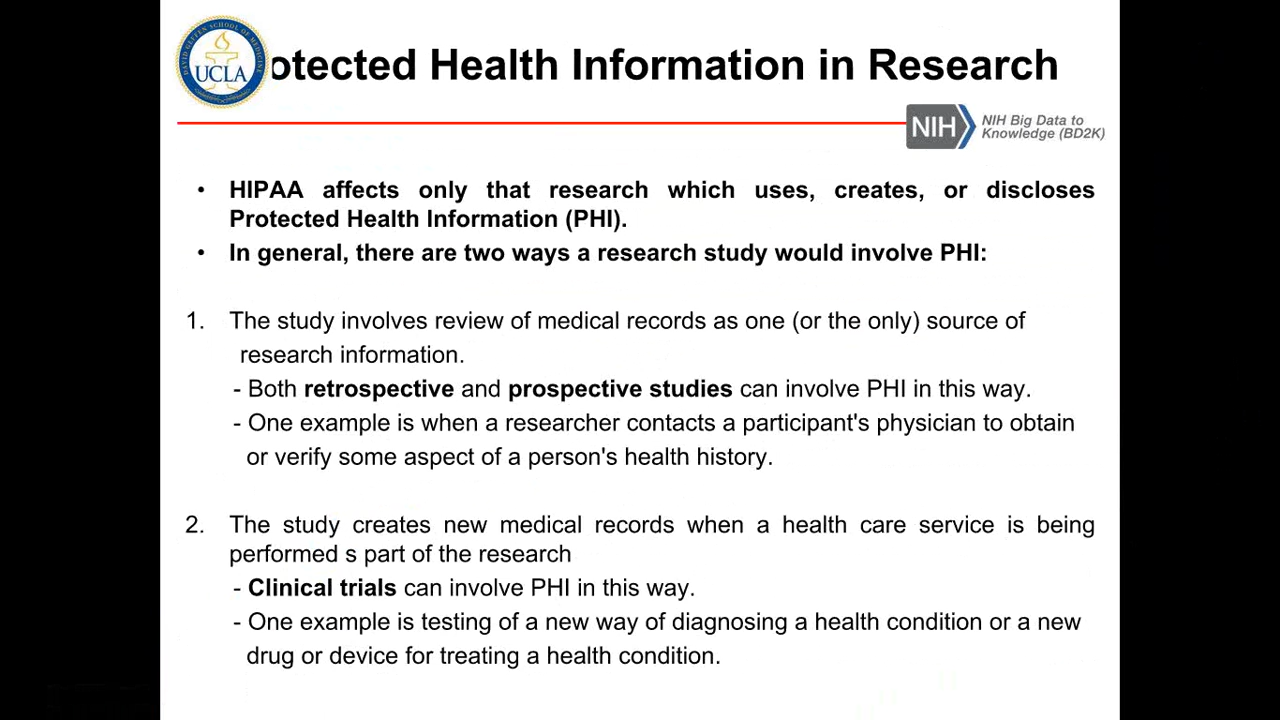 UCLA
otected Health Information in Research
NIH
NIH Big Data to
Knowledge (BD2K)
• HIPAA affects only that research which uses, creates, or discloses
Protected Health Information (PHI).
• In general, there are two ways a research study would involve PHI:
1. The study involves review of medical records as one (or the only) source of
research information.
- Both retrospective and prospective studies can involve PHI in this way.
- One example is when a researcher contacts a participant's physician to obtain
or verify some aspect of a person's health history.
2. The study creates new medical records when a health care service is being
performed s part of the research
- Clinical trials can involve PHI in this way.
- One example is testing of a new way of diagnosing a health condition or a new
drug or device for treating a health condition.